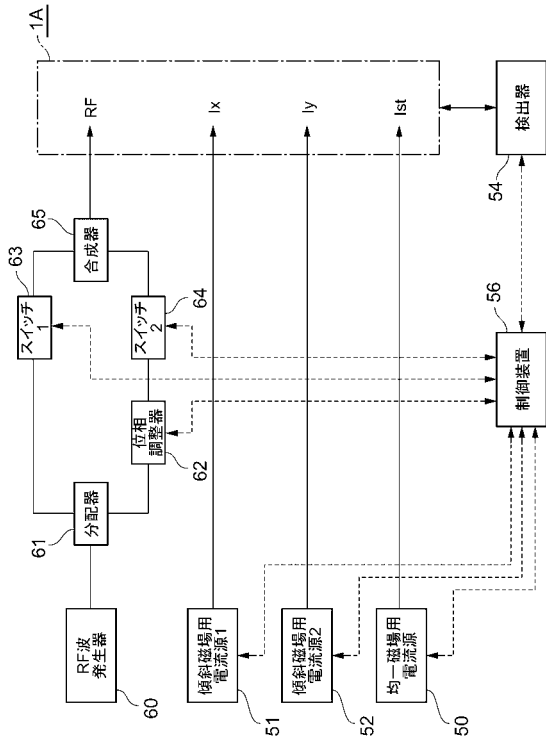 1A
RF
Ix
Iy
Ist
検出器
54
65
合成器
63
スイッチ
1
スイッチ
2
64
56
制御装置
位相
調整器
62
分配器
61
RF波
発生器
60
傾斜磁場用
電流源1
51
傾斜磁場用
電流源2
52
均一磁場用
電流源
50